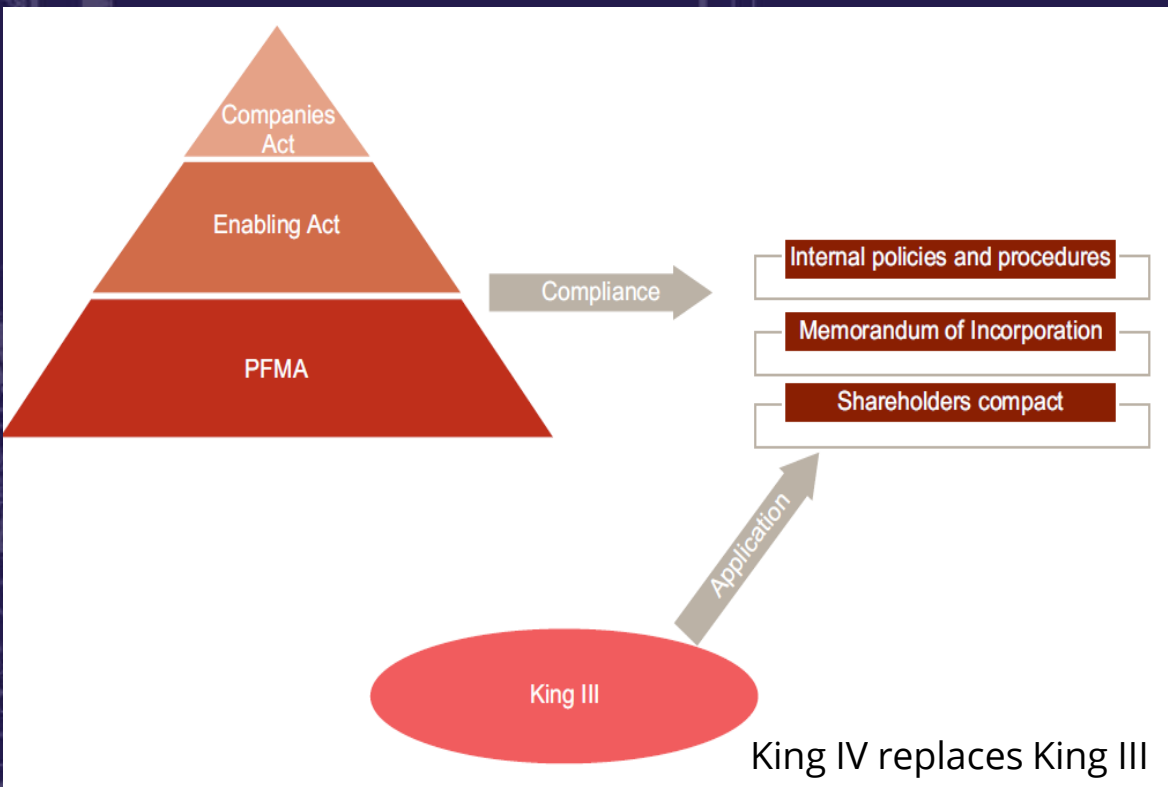 Companies
Act
Enabling Act
PFMA
Compliance
Internal policies and procedures
Memorandum of Incorporation
Shareholders compact
Application
King III
King IV replaces King III